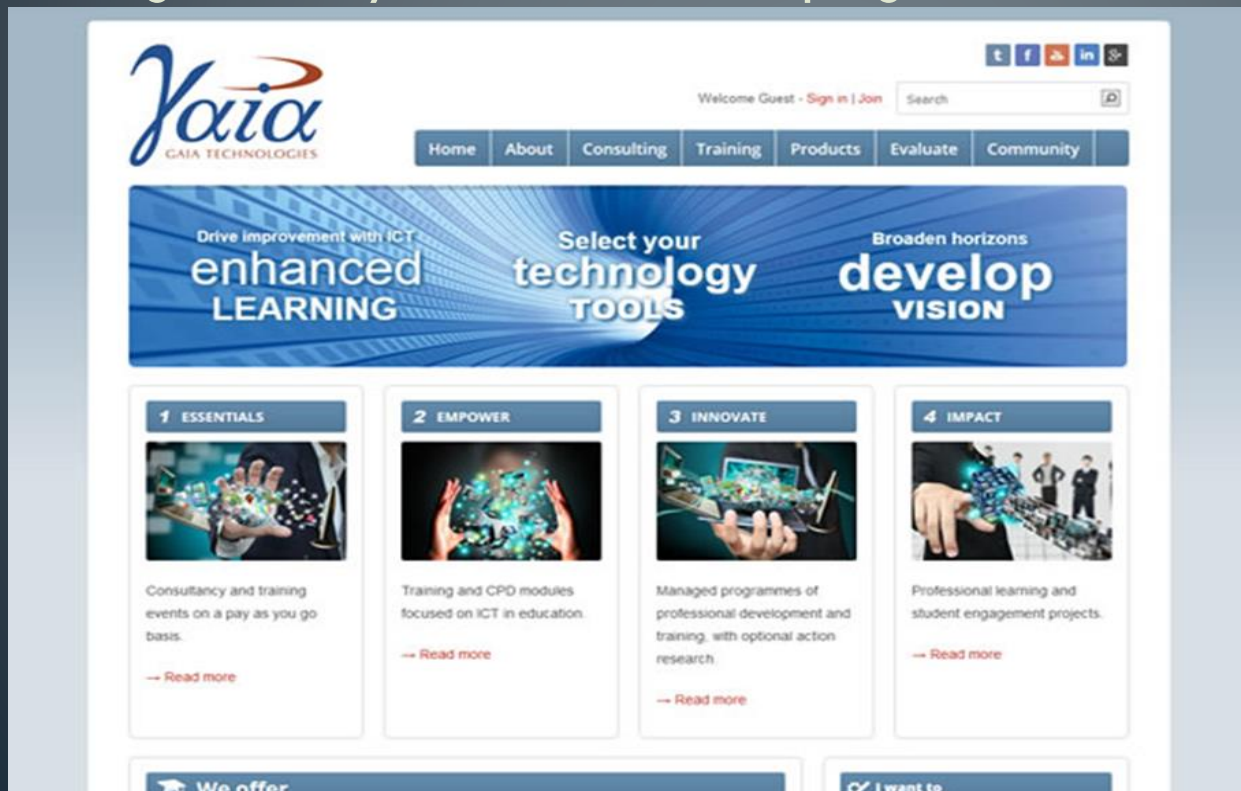 γαια
GAIA TECHNOLOGIES
t f in g+
Welcome Guest - Sign in | Join
Search
Home About Consulting Training Products Evaluate Community
Drive improvement with ICT
enhanced
LEARNING
Select your
technology
TOOLS
Broaden horizons
develop
VISION
1 ESSENTIALS
Consultancy and training
events on a pay as you go
basis.
→ Read more
2 EMPOWER
Training and CPD modules
focused on ICT in education.
→ Read more
3 INNOVATE
Managed programmes of
professional development and
training, with optional action
research.
→ Read more
4 IMPACT
Professional learning and
student engagement projects.
→ Read more
We offer
I want to